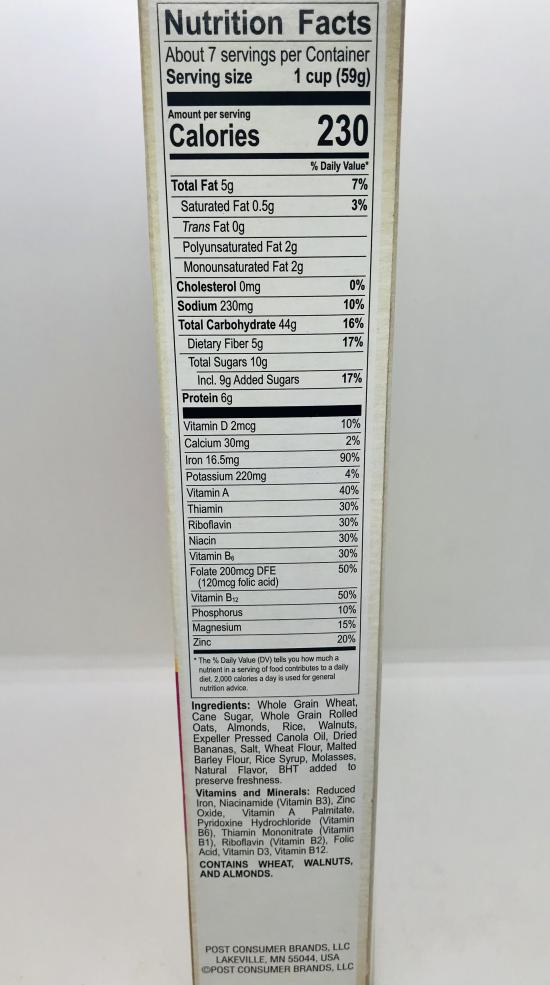 Nutrition Facts
About 7 servings per Container
Serving size 1 cup (59g)
Amount per serving
Calories 230
% Daily Value*
Total Fat 5g 7%
Saturated Fat 0.5g 3%
Trans Fat 0g
Polyunsaturated Fat 2g
Monounsaturated Fat 2g
Cholesterol 0mg 0%
Sodium 230mg 10%
Total Carbohydrate 44g 16%
Dietary Fiber 5g 17%
Total Sugars 10g
Incl. 9g Added Sugars 17%
Protein 6g
Vitamin D 2mcg 10%
Calcium 30mg 2%
Iron 16.5mg 90%
Potassium 220mg 4%
Vitamin A 40%
Thiamin 30%
Riboflavin 30%
Niacin 30%
Vitamin B₆ 30%
Folate 200mcg DFE 50%
(120mcg folic acid)
Vitamin B₁₂ 50%
Phosphorus 10%
Magnesium 15%
Zinc 20%
* The % Daily Value (DV) tells you how much a
nutrient in a serving of food contributes to a daily
diet. 2,000 calories a day is used for general
nutrition advice.
Ingredients: Whole Grain Wheat,
Cane Sugar, Whole Grain Rolled
Oats, Almonds, Rice, Walnuts,
Expeller Pressed Canola Oil, Dried
Bananas, Salt, Wheat Flour, Malted
Barley Flour, Rice Syrup, Molasses,
Natural Flavor, BHT added to
preserve freshness.
Vitamins and Minerals: Reduced
Iron, Niacinamide (Vitamin B3), Zinc
Oxide, Vitamin A Palmitate,
Pyridoxine Hydrochloride (Vitamin
B6), Thiamin Mononitrate (Vitamin
B1), Riboflavin (Vitamin B2), Folic
Acid, Vitamin D3, Vitamin B12.
CONTAINS WHEAT, WALNUTS,
AND ALMONDS.
POST CONSUMER BRANDS, LLC
LAKEVILLE, MN 55044, USA
©POST CONSUMER BRANDS, LLC